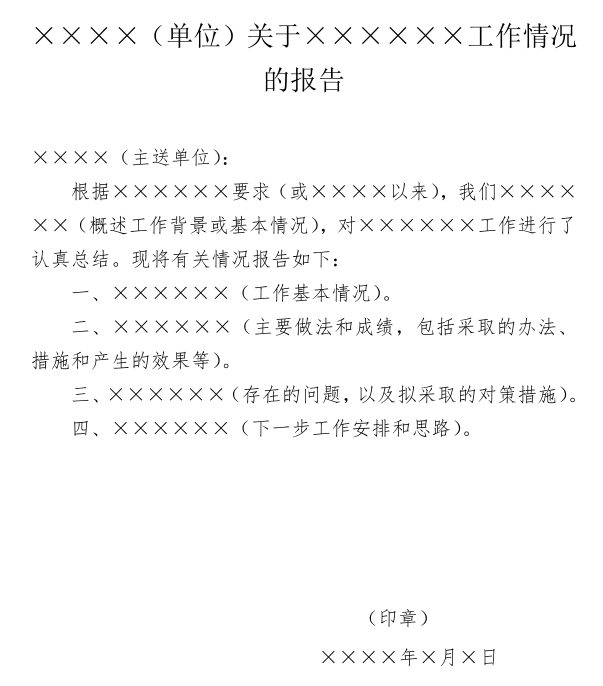 ××××（单位）关于××××××工作情况
的报告
××××（主送单位）：
根据××××××要求（或××××以来），我们××××
××（概述工作背景或基本情况），对××××××工作进行了
认真总结。现将有关情况报告如下：
一、××××××（工作基本情况）。
二、××××××（主要做法和成绩，包括采取的办法、
措施和产生的效果等）。
三、××××××（存在的问题，以及拟采取的对策措施）。
四、××××××（下一步工作安排和思路）。
（印章）
××××年×月×日